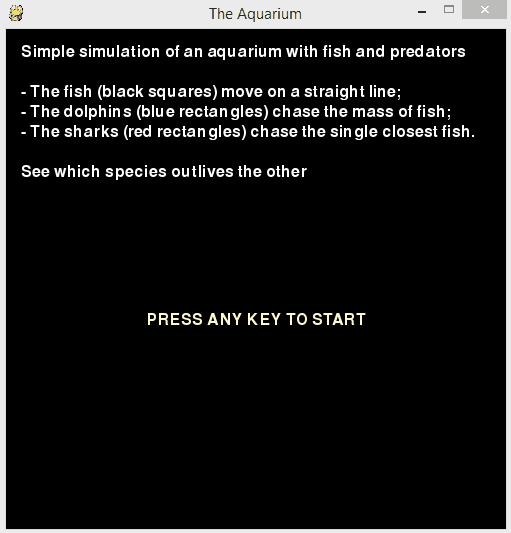 The Aquarium
Simple simulation of an aquarium with fish and predators
- The fish (black squares) move on a straight line;
- The dolphins (blue rectangles) chase the mass of fish;
- The sharks (red rectangles) chase the single closest fish.
See which species outlives the other
PRESS ANY KEY TO START